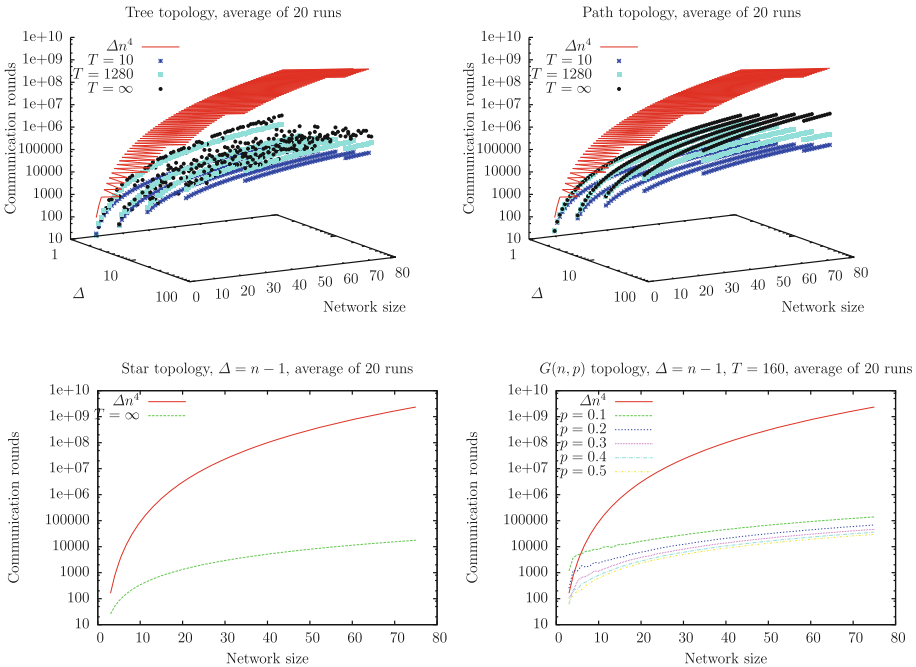 Tree topology, average of 20 runs
Communication rounds
1e+10
1e+09
1e+08
1e+07
1e+06
100000
10000
1000
100
10
Δn⁴
T = 10
T = 1280
T = ∞
1
10
100
Δ
0
10
20
30
40
50
60
70
80
Network size
Path topology, average of 20 runs
Communication rounds
1e+10
1e+09
1e+08
1e+07
1e+06
100000
10000
1000
100
10
Δn⁴
T = 10
T = 1280
T = ∞
1
10
100
Δ
0
10
20
30
40
50
60
70
80
Network size
Star topology, Δ = n − 1, average of 20 runs
Communication rounds
1e+10
1e+09
1e+08
1e+07
1e+06
100000
10000
1000
100
10
Δn⁴
T = ∞
0
10
20
30
40
50
60
70
80
Network size
G(n, p) topology, Δ = n − 1, T = 160, average of 20 runs
Communication rounds
1e+10
1e+09
1e+08
1e+07
1e+06
100000
10000
1000
100
10
Δn⁴
p = 0.1
p = 0.2
p = 0.3
p = 0.4
p = 0.5
0
10
20
30
40
50
60
70
80
Network size